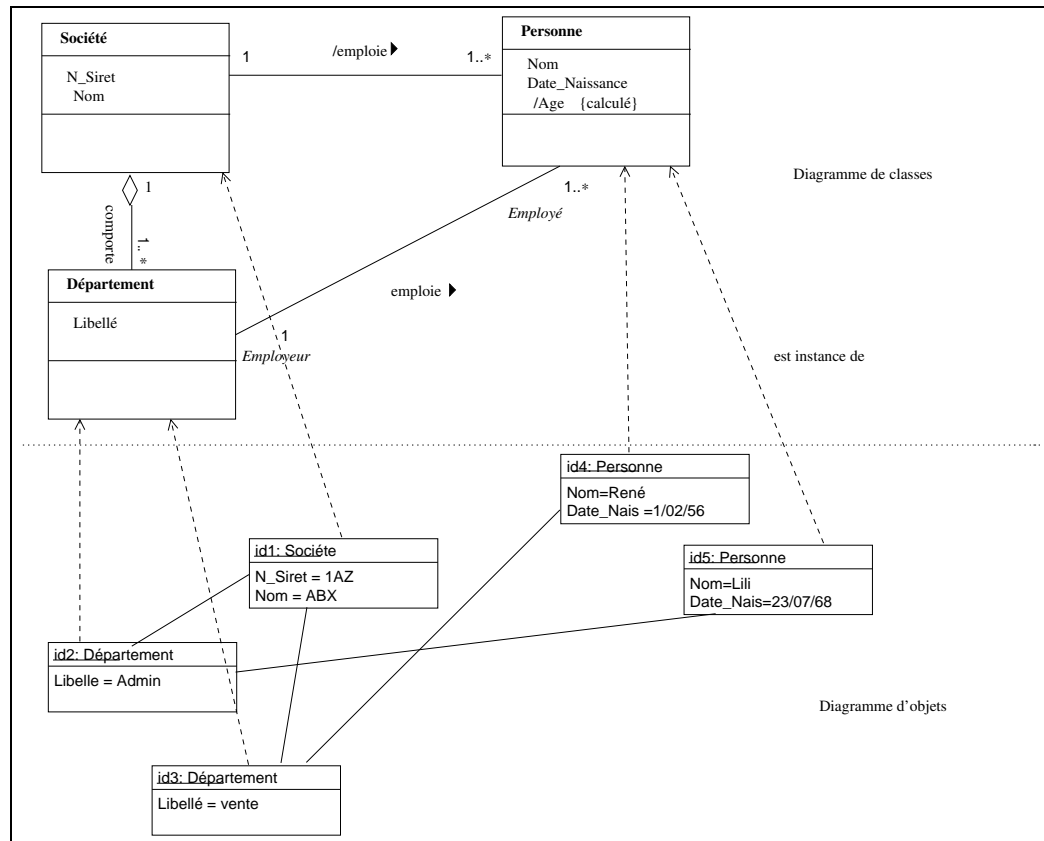 Société
N_Siret
Nom
1
/emploie
1..*
Personne
Nom
Date_Naissance
/Age {calculé}
Diagramme de classes
1
comporte
1.. *
1..*
Employé
Département
Libellé
emploie
1
Employeur
est instance de
id4: Personne
Nom=René
Date_Nais =1/02/56
id1: Sociéte
N_Siret = 1AZ
Nom = ABX
id5: Personne
Nom=Lili
Date_Nais=23/07/68
id2: Département
Libelle = Admin
Diagramme d'objets
id3: Département
Libellé = vente